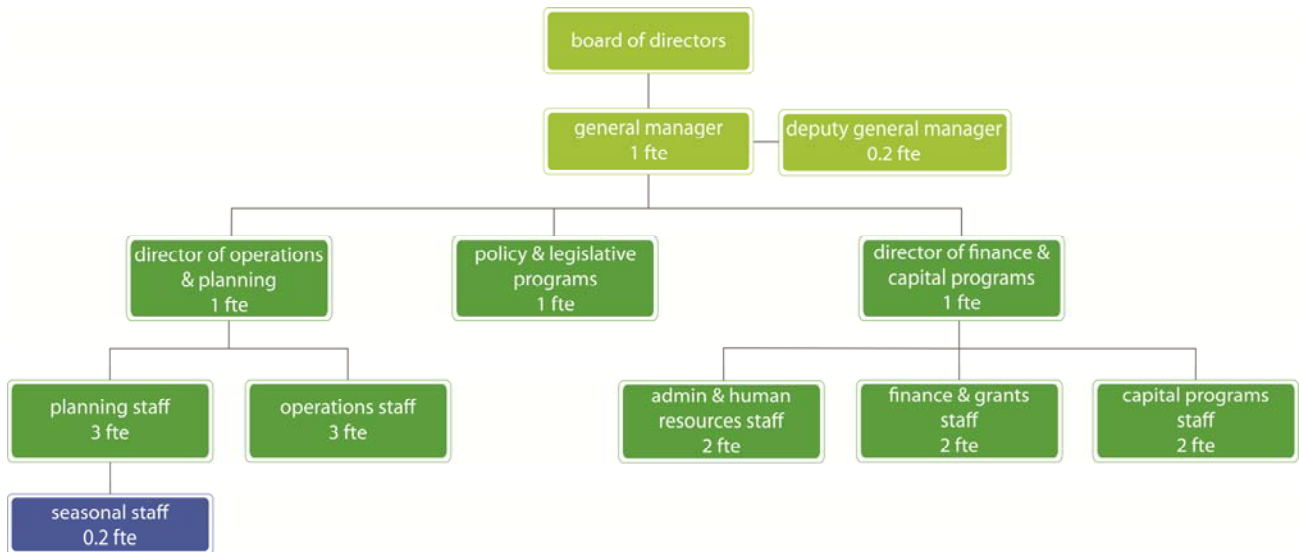 board of directors
general manager
1 fte
deputy general manager
0.2 fte
director of operations
& planning
1 fte
policy & legislative
programs
1 fte
director of finance &
capital programs
1 fte
planning staff
3 fte
operations staff
3 fte
admin & human
resources staff
2 fte
finance & grants
staff
2 fte
capital programs
staff
2 fte
seasonal staff
0.2 fte